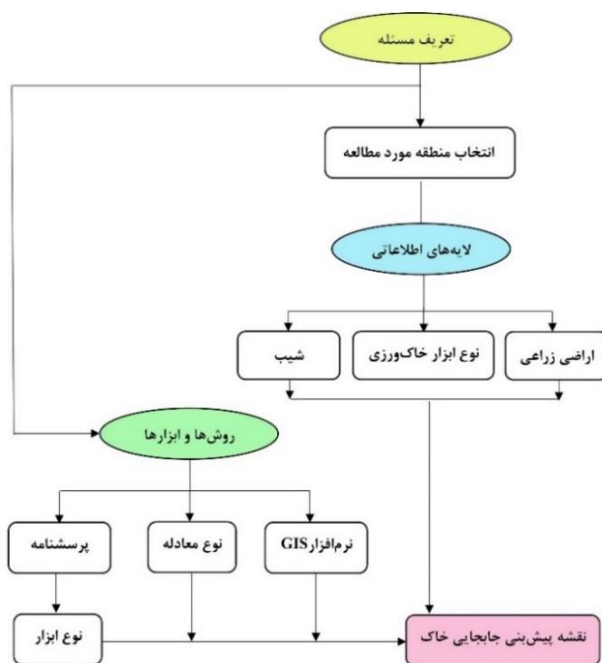 تعریف مسئله
انتخاب منطقه مورد مطالعه
لایه‌های اطلاعاتی
اراضی زراعی
نوع ابزار خاک‌ورزی
شیب
روش‌ها و ابزارها
نرم‌افزارGIS
نوع معادله
پرسشنامه
نوع ابزار
نقشه پیش‌بنی جابجایی خاک